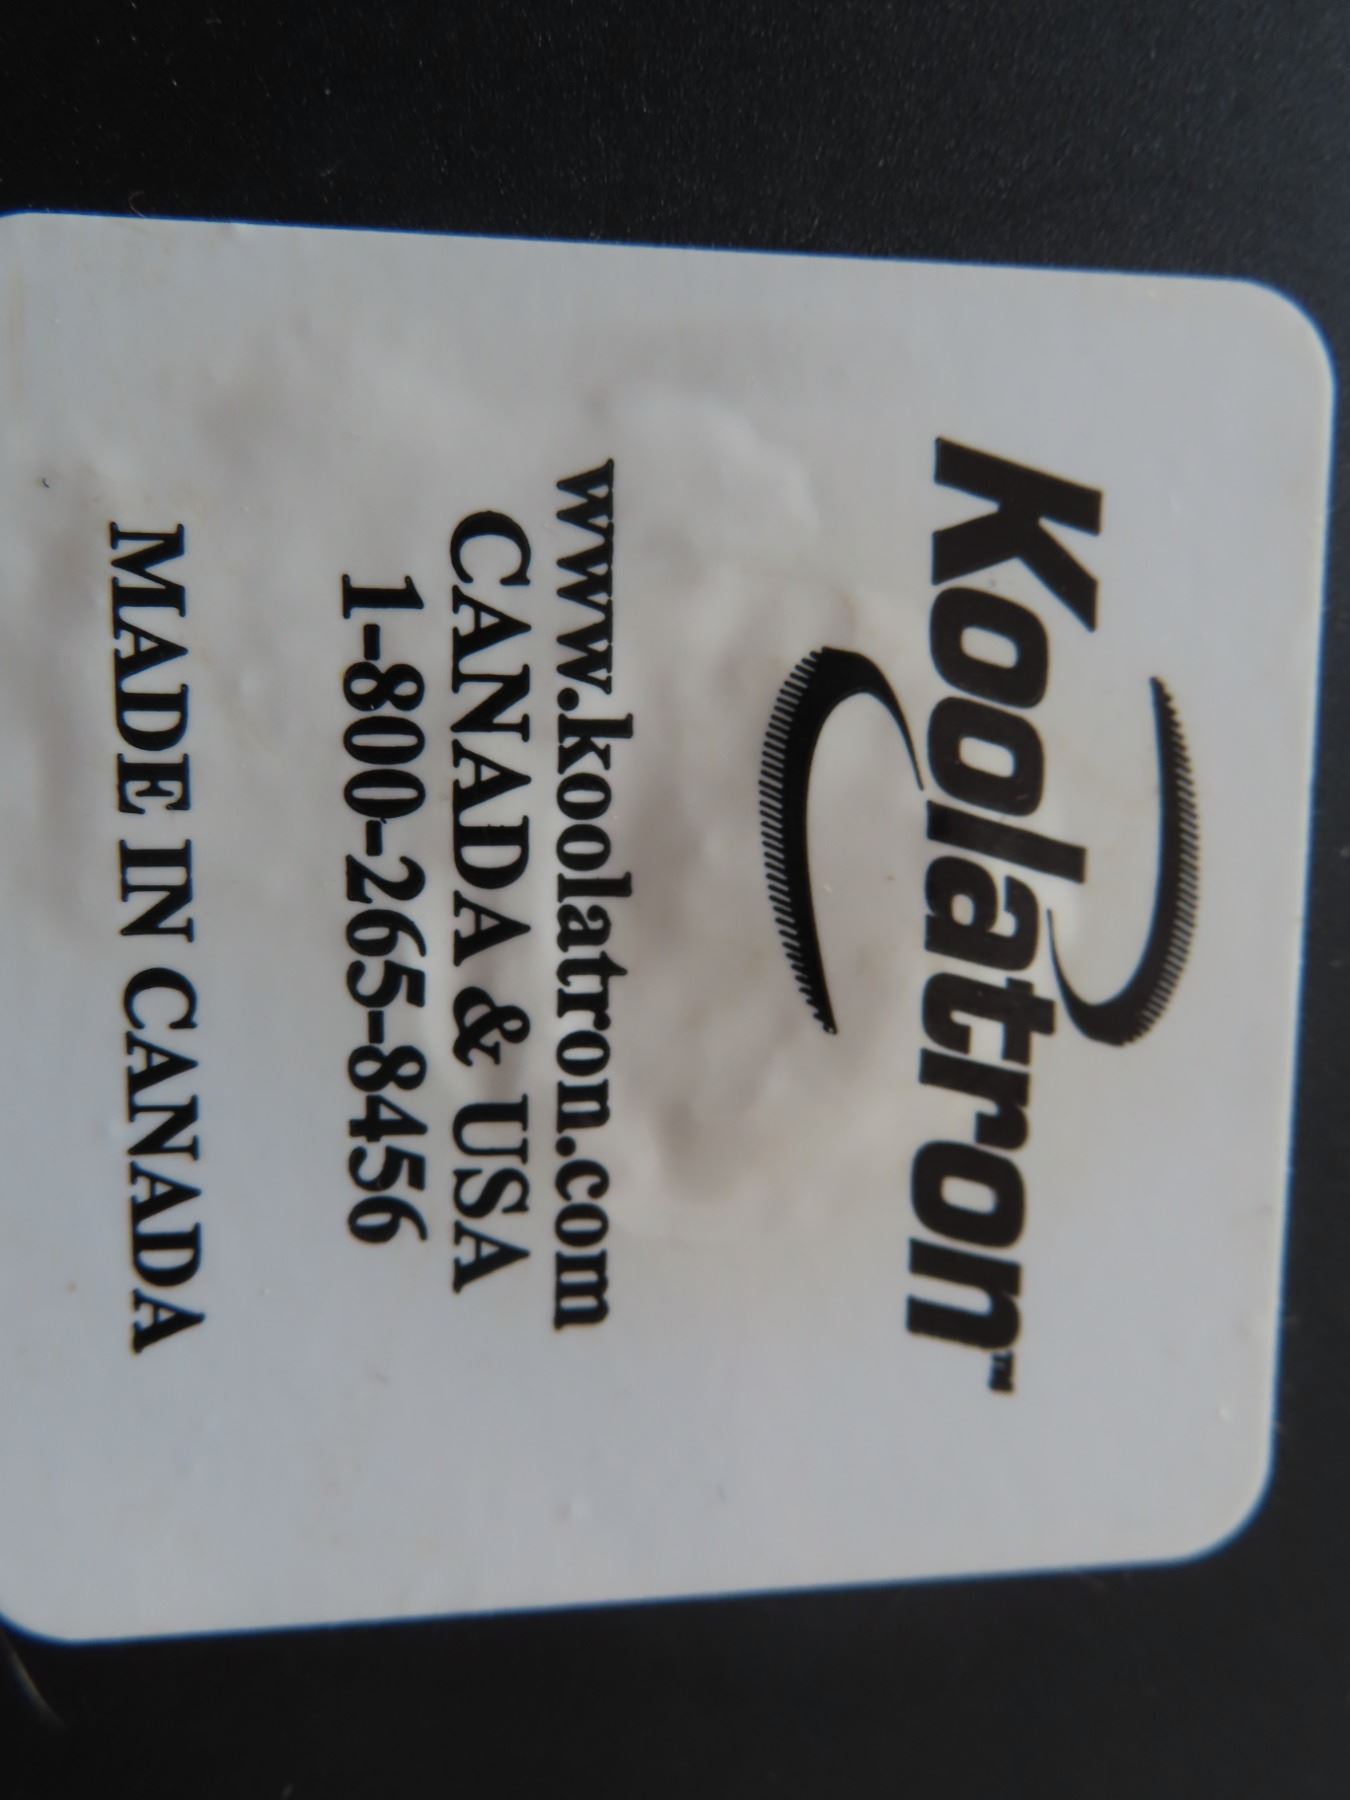 Koolatron™
www.koolatron.com
CANADA & USA
1-800-265-8456
MADE IN CANADA